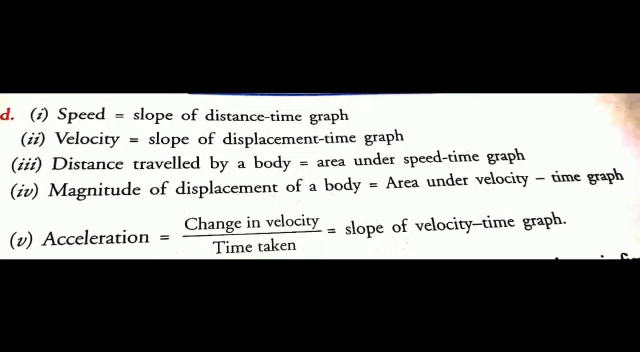 d. (i) Speed = slope of distance-time graph
(ii) Velocity = slope of displacement-time graph
(iii) Distance travelled by a body = area under speed-time graph
(iv) Magnitude of displacement of a body = Area under velocity – time graph
(v) Acceleration = Change in velocity / Time taken = slope of velocity–time graph.